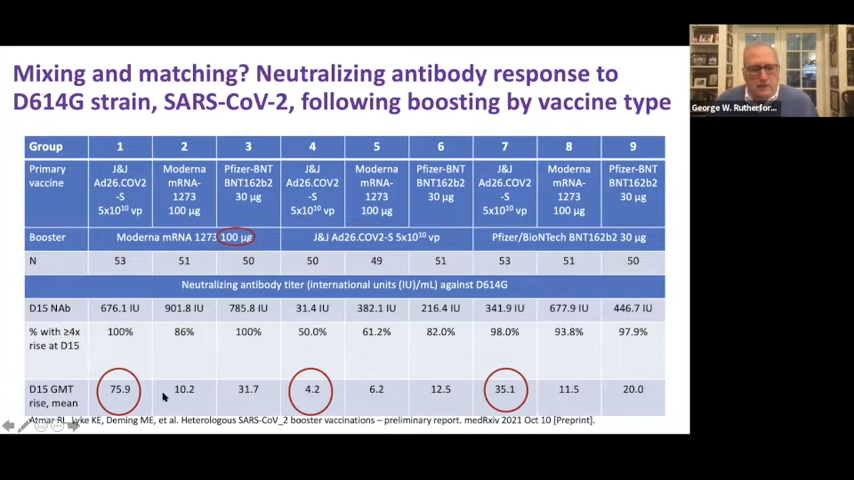 Mixing and matching? Neutralizing antibody response to
D614G strain, SARS-CoV-2, following boosting by vaccine type
George W. Rutherfor...
Group 1 2 3 4 5 6 7 8 9
Primary vaccine J&J Ad26.COV2-S 5x10¹⁰ vp Moderna mRNA-1273 100 µg Pfizer-BNT BNT162b2 30 µg J&J Ad26.COV2-S 5x10¹⁰ vp Moderna mRNA-1273 100 µg Pfizer-BNT BNT162b2 30 µg J&J Ad26.COV2-S 5x10¹⁰ vp Moderna mRNA-1273 100 µg Pfizer-BNT BNT162b2 30 µg
Booster Moderna mRNA 1273 100 µg J&J Ad26.COV2-S 5x10¹⁰ vp Pfizer/BioNTech BNT162b2 30 µg
N 53 51 50 50 49 51 53 51 50
Neutralizing antibody titer (international units (IU)/mL) against D614G
D15 NAb 676.1 IU 901.8 IU 785.8 IU 31.4 IU 382.1 IU 216.4 IU 341.9 IU 677.9 IU 446.7 IU
% with ≥4x rise at D15 100% 86% 100% 50.0% 61.2% 82.0% 98.0% 93.8% 97.9%
D15 GMT rise, mean 75.9 10.2 31.7 4.2 6.2 12.5 35.1 11.5 20.0
Atmar RL, Lyke KE, Deming ME, et al. Heterologous SARS-CoV_2 booster vaccinations – preliminary report. medRxiv 2021 Oct 10 [Preprint].